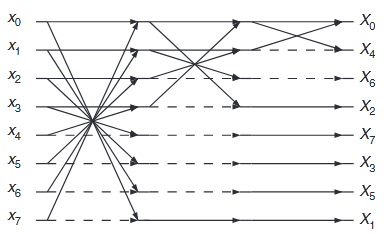 x₀ X₀
x₁ X₄
x₂ X₆
x₃ X₂
x₄ X₇
x₅ X₃
x₆ X₅
x₇ X₁